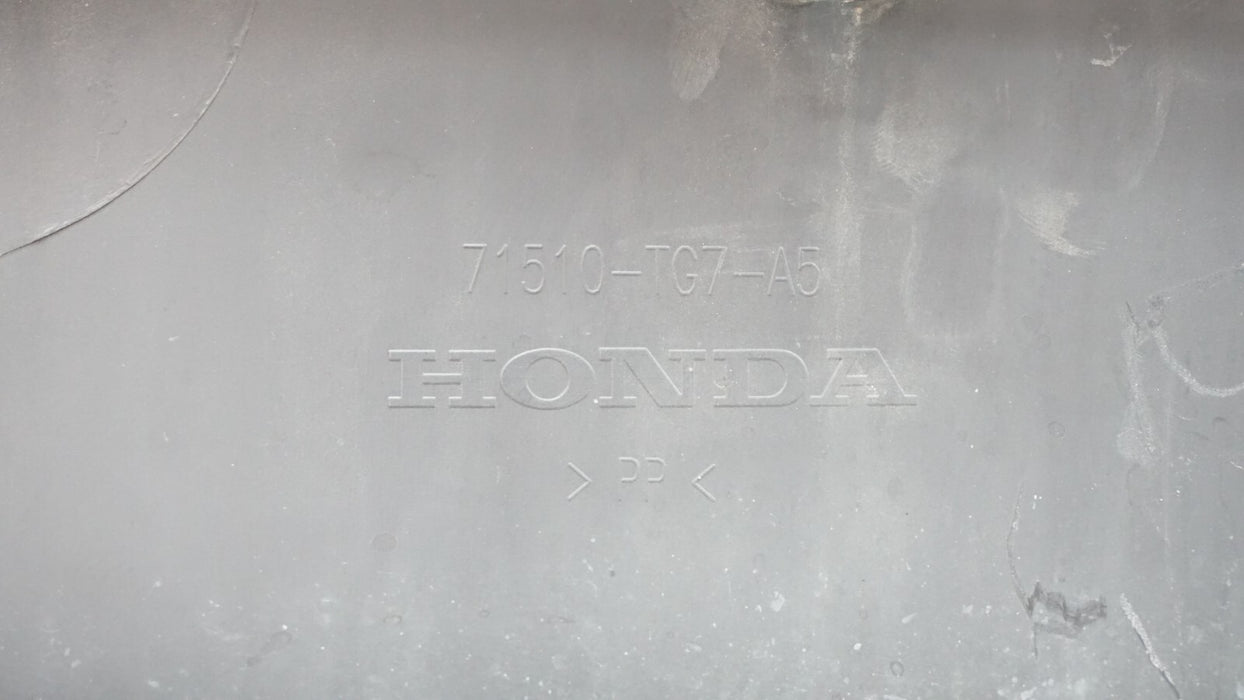 71510-TG7-A5
HONDA
> PP <